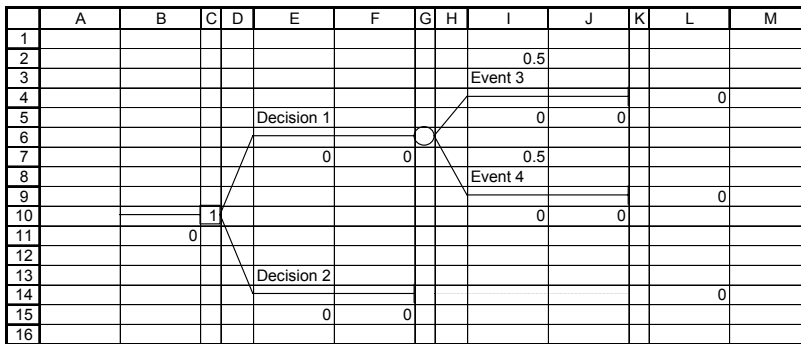 A B C D E F G H I J K L M
1
2 0.5
3 Event 3
4 0
5 Decision 1 0 0
6
7 0 0 0.5
8 Event 4
9 0
10 1 0 0
11 0
12
13 Decision 2
14 0
15 0 0
16